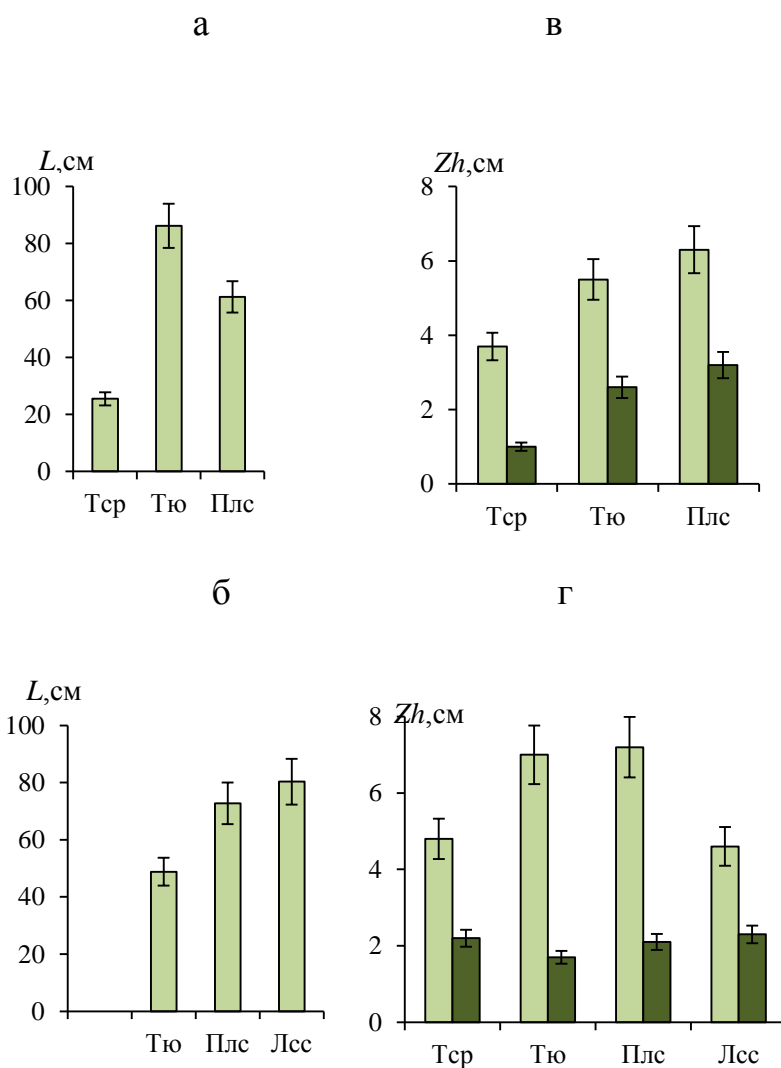 а
в
L,см
100
80
60
40
20
0
Тср Тю Плс
Zh,см
8
6
4
2
0
Тср Тю Плс
б
г
L,см
100
80
60
40
20
0
Тю Плс Лсс
Zh,см
8
6
4
2
0
Тср Тю Плс Лсс